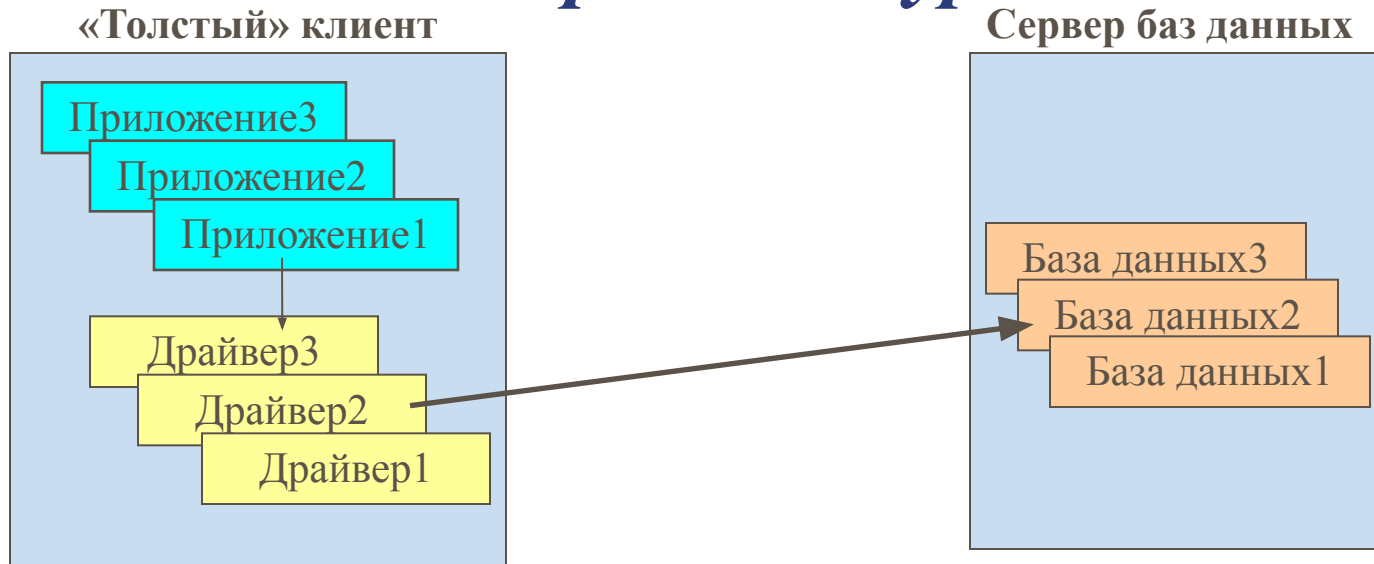 «Толстый» клиент
Сервер баз данных
Приложение3
Приложение2
Приложение1
Драйвер3
Драйвер2
Драйвер1
База данных3
База данных2
База данных1